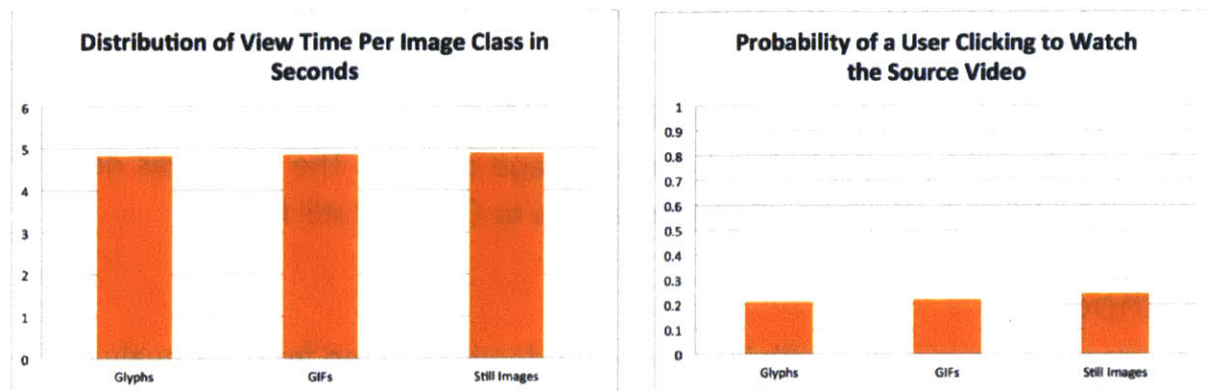 Distribution of View Time Per Image Class in
Seconds
6
5
4
3
2
1
0
Glyphs
GIFs
Still Images
Probability of a User Clicking to Watch
the Source Video
1
0.9
0.8
0.7
0.6
0.5
0.4
0.3
0.2
0.1
0
Glyphs
GIFs
Still Images